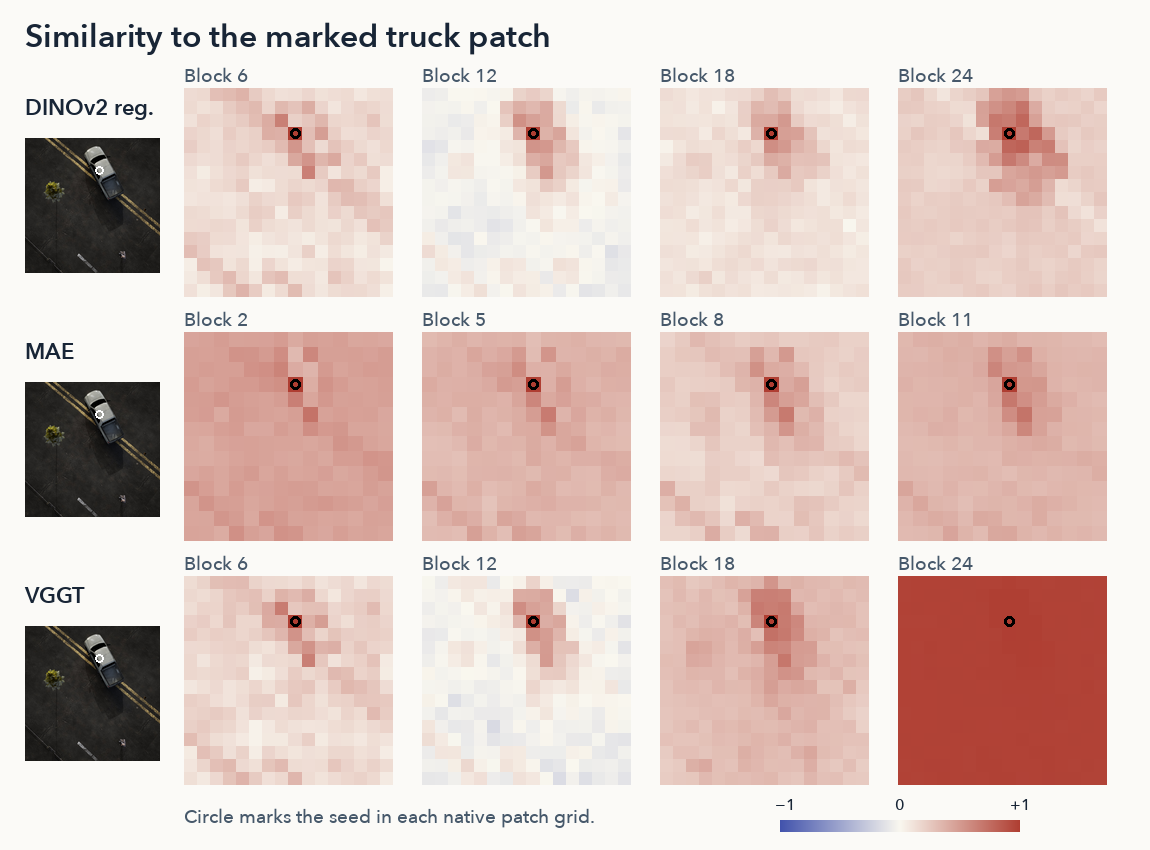 Similarity to the marked truck patch
DINOv2 reg.
Block 6
Block 12
Block 18
Block 24
MAE
Block 2
Block 5
Block 8
Block 11
VGGT
Block 6
Block 12
Block 18
Block 24
Circle marks the seed in each native patch grid.
−1
0
+1